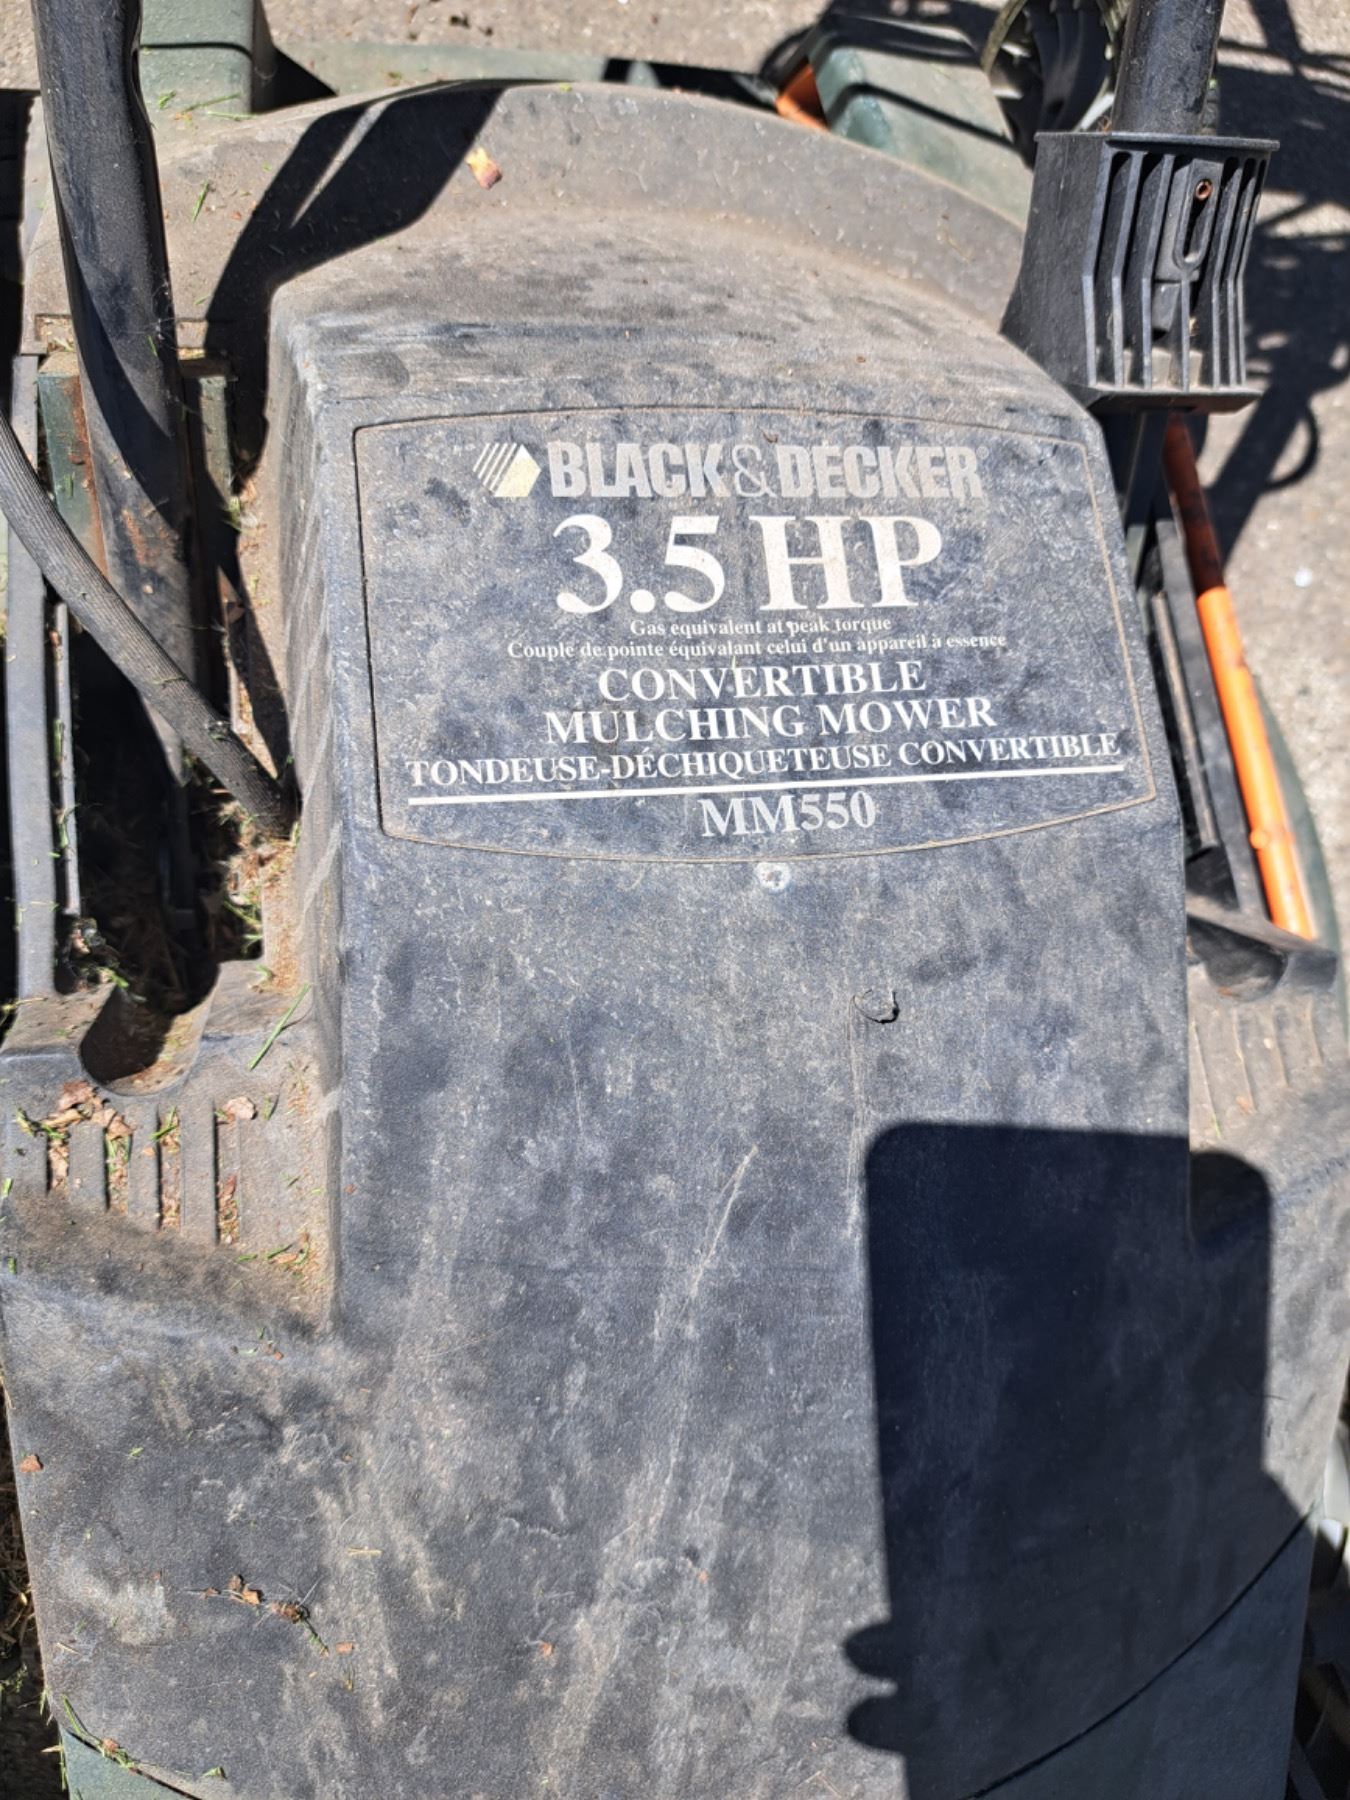 BLACK&DECKER®
3.5 HP
Gas equivalent at peak torque
Couple de pointe équivalant celui d'un appareil à essence
CONVERTIBLE
MULCHING MOWER
TONDEUSE-DÉCHIQUETEUSE CONVERTIBLE
MM550